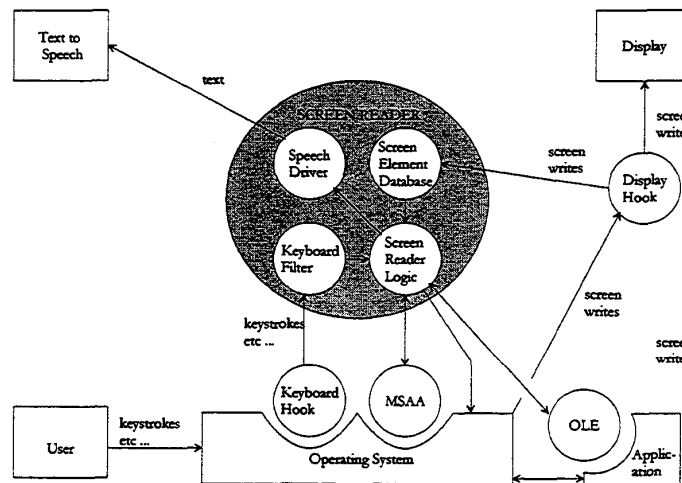 Text to
Speech
Display
text
SCREEN READER
Speech
Driver
Screen
Element
Database
screen
writes
Display
Hook
Keyboard
Filter
Screen
Reader
Logic
keystrokes
etc ...
screen
writes
Keyboard
Hook
MSAA
OLE
User
keystrokes
etc ...
Operating System
Applic-
ation